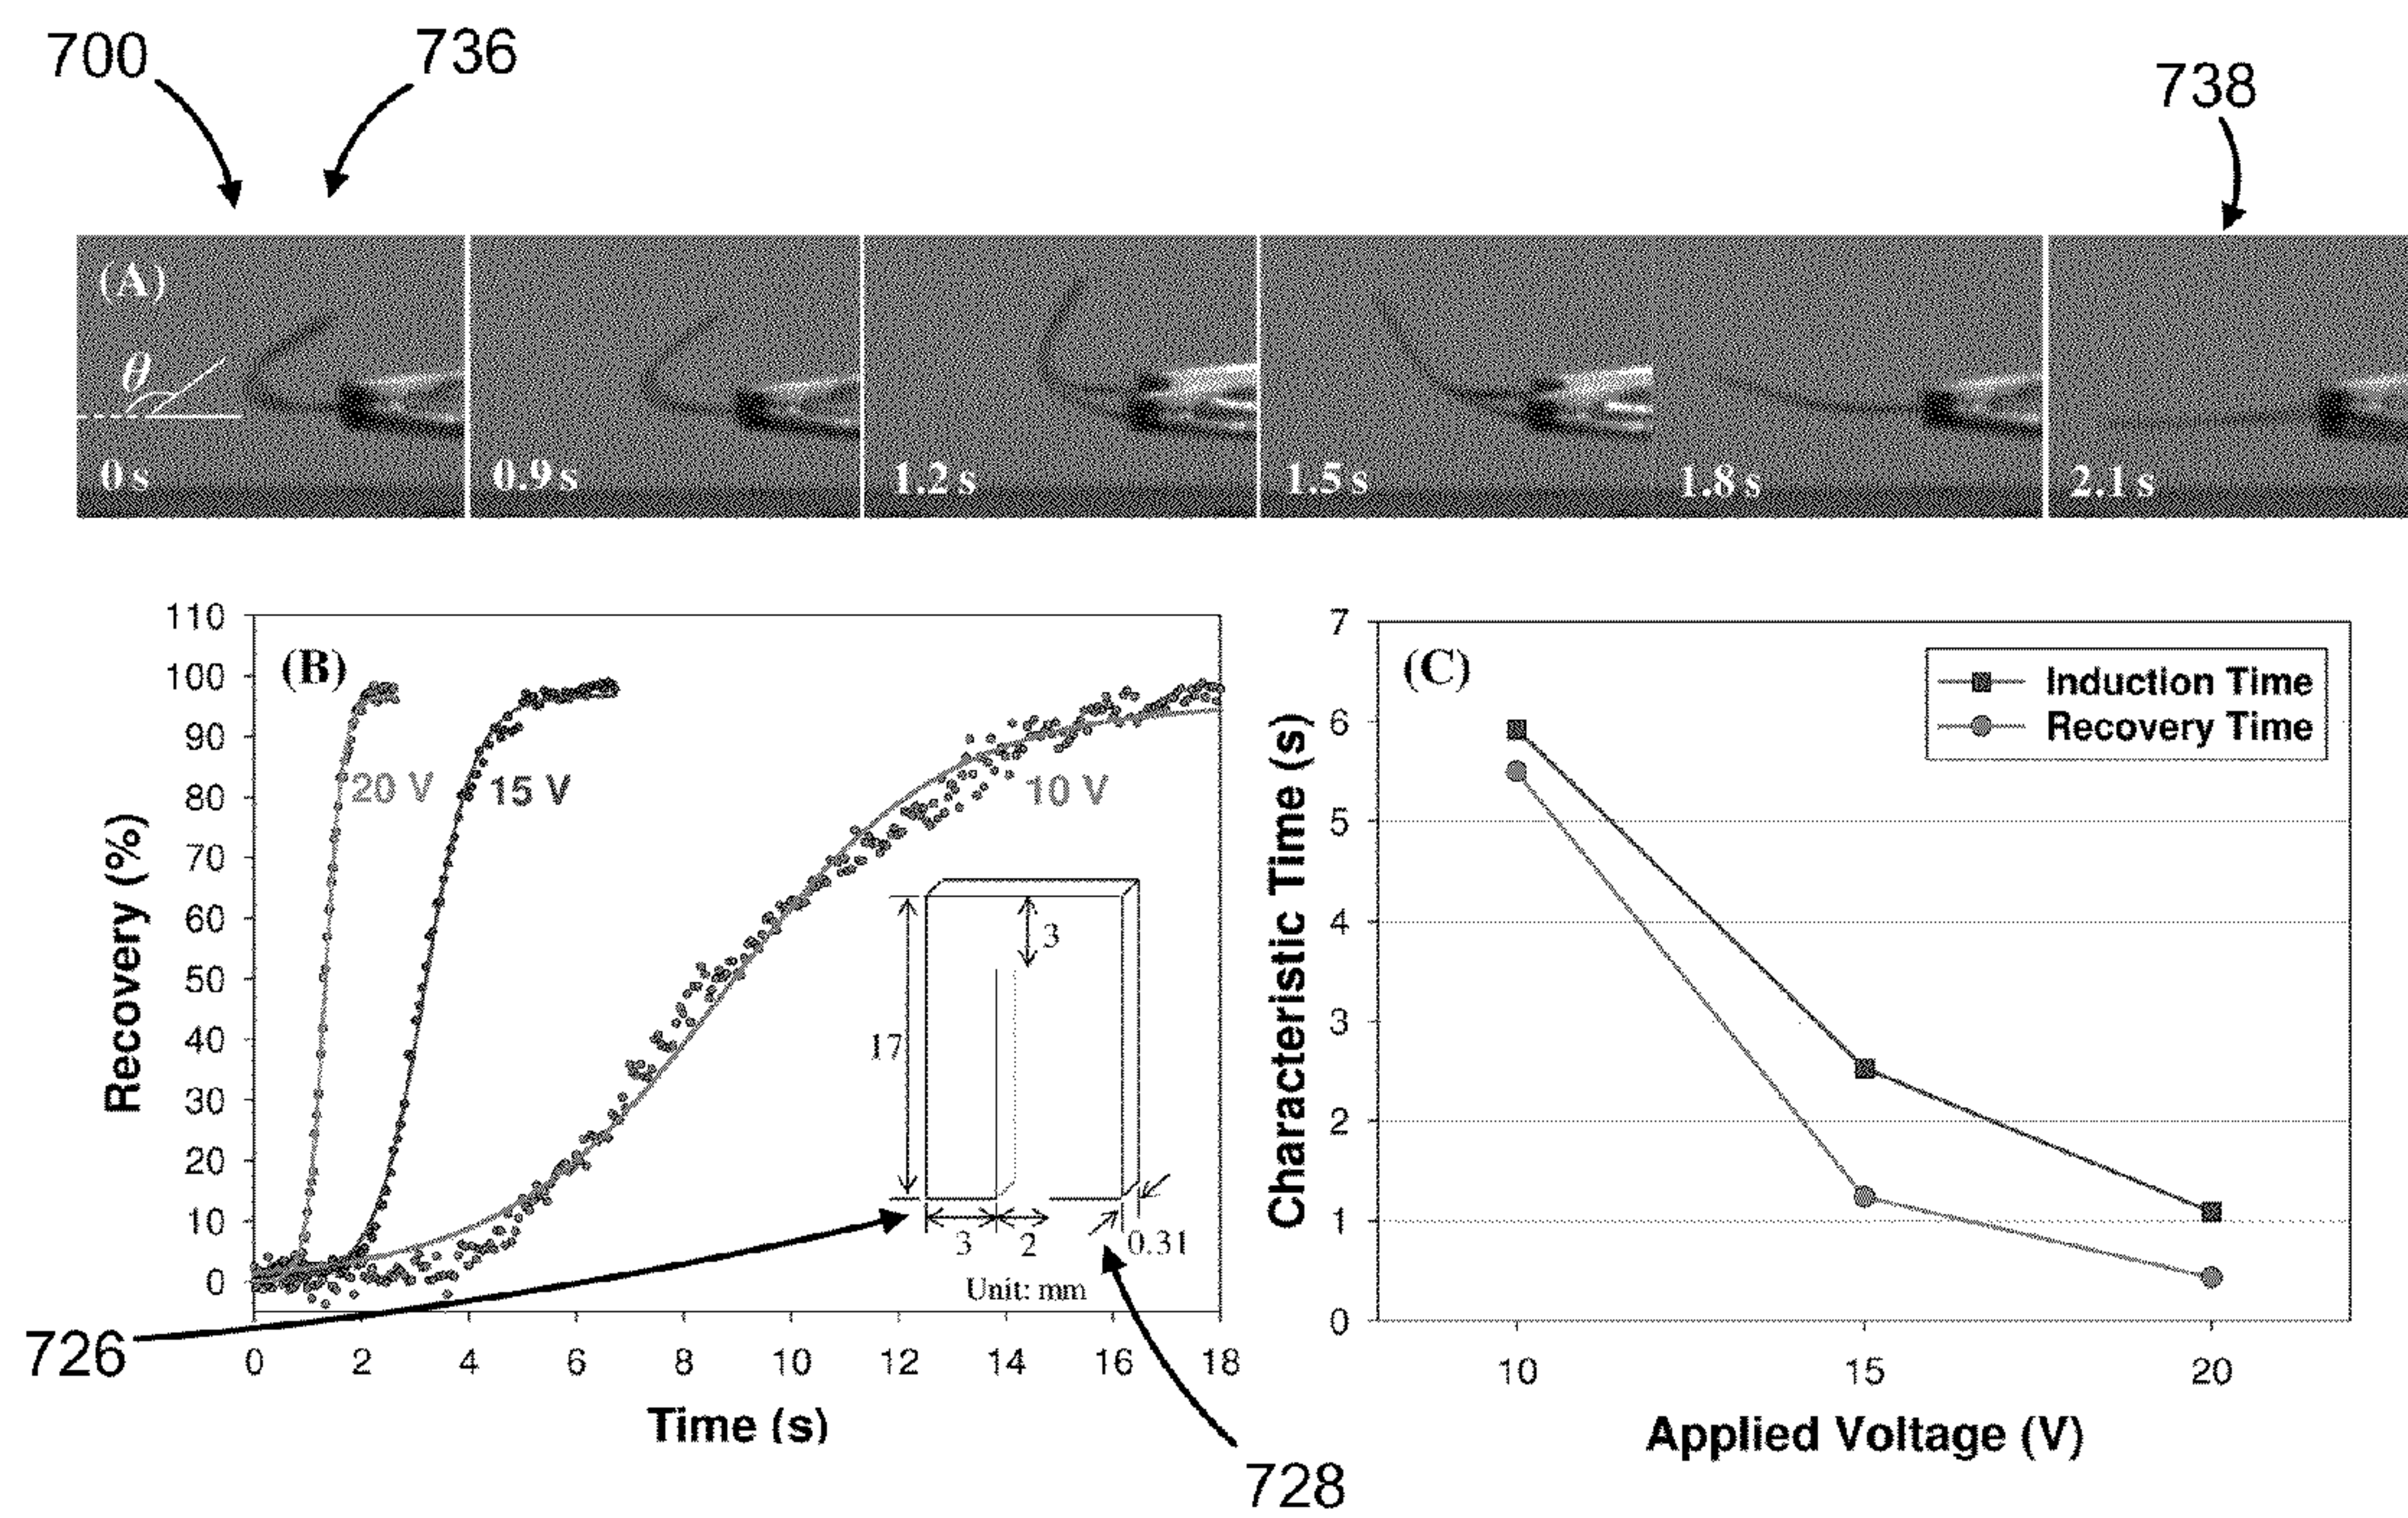 700
736
738
(A)
θ
0 s
0.9 s
1.2 s
1.5 s
1.8 s
2.1 s
(B)
110
100
90
80
70
60
50
40
30
20
10
0
Recovery (%)
20 V
15 V
10 V
3
17
3
2
0.31
Unit: mm
0 2 4 6 8 10 12 14 16 18
Time (s)
726
728
(C)
7
6
5
4
3
2
1
0
Characteristic Time (s)
Induction Time
Recovery Time
10 15 20
Applied Voltage (V)